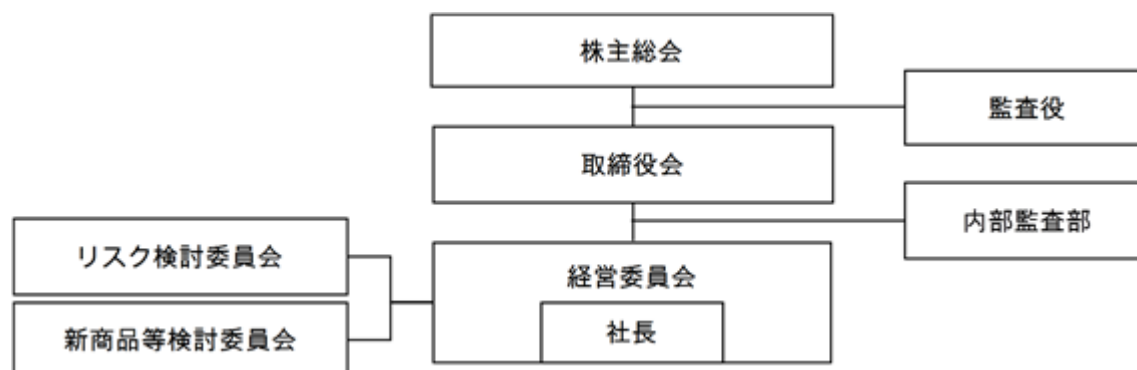 株主総会
監査役
取締役会
内部監査部
リスク検討委員会
経営委員会
社長
新商品等検討委員会